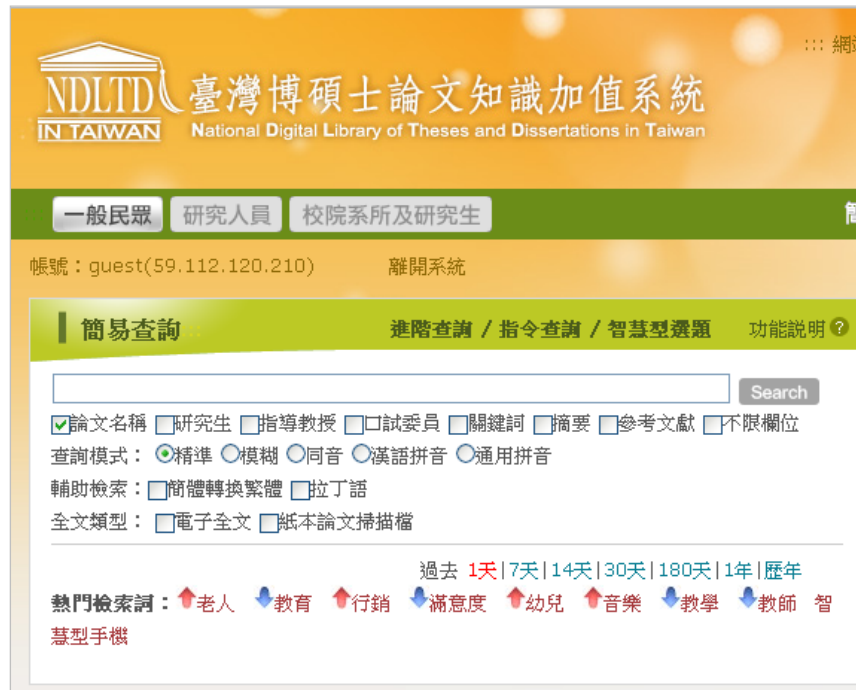 ::: 網站
NDLTD
IN TAIWAN
臺灣博碩士論文知識加值系統
National Digital Library of Theses and Dissertations in Taiwan
一般民眾 研究人員 校院系所及研究生 簡
帳號：guest(59.112.120.210) 離開系統
簡易查詢 進階查詢 / 指令查詢 / 智慧型選題 功能説明 ?
Search
論文名稱 研究生 指導教授 口試委員 關鍵詞 摘要 參考文獻 不限欄位
查詢模式： 精準 模糊 同音 漢語拼音 通用拼音
輔助檢索： 簡體轉換繁體 拉丁語
全文類型： 電子全文 紙本論文掃描檔
過去 1天|7天|14天|30天|180天|1年|歷年
熱門檢索詞： 老人 教育 行銷 滿意度 幼兒 音樂 教學 教師 智
慧型手機